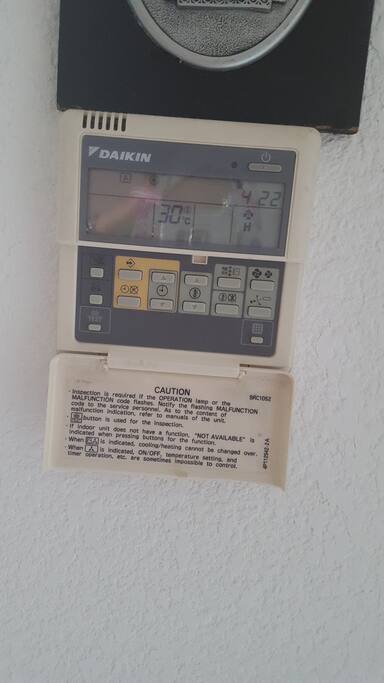 DAIKIN
4 22
30 °C
H
TEST
CAUTION
BRC1C52
· Inspection is required if the OPERATION lamp or the
MALFUNCTION code flashes. Notify the flashing MALFUNCTION
code to the service personnel. As to the content of
malfunction indication, refer to manuals of the unit.
· button is used for the inspection.
· If indoor unit does not have a function, "NOT AVAILABLE" is
indicated when pressing buttons for the function.
· When is indicated, cooling/heating cannot be changed over.
· When is indicated, ON/OFF, temperature setting, and
timer operation, etc. are sometimes impossible to control.